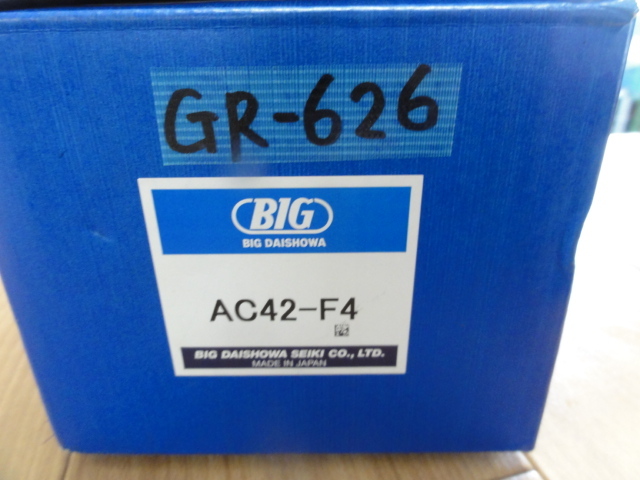 GR-626
BIG
BIG DAISHOWA
AC42-F4
BIG DAISHOWA SEIKI CO., LTD.
MADE IN JAPAN